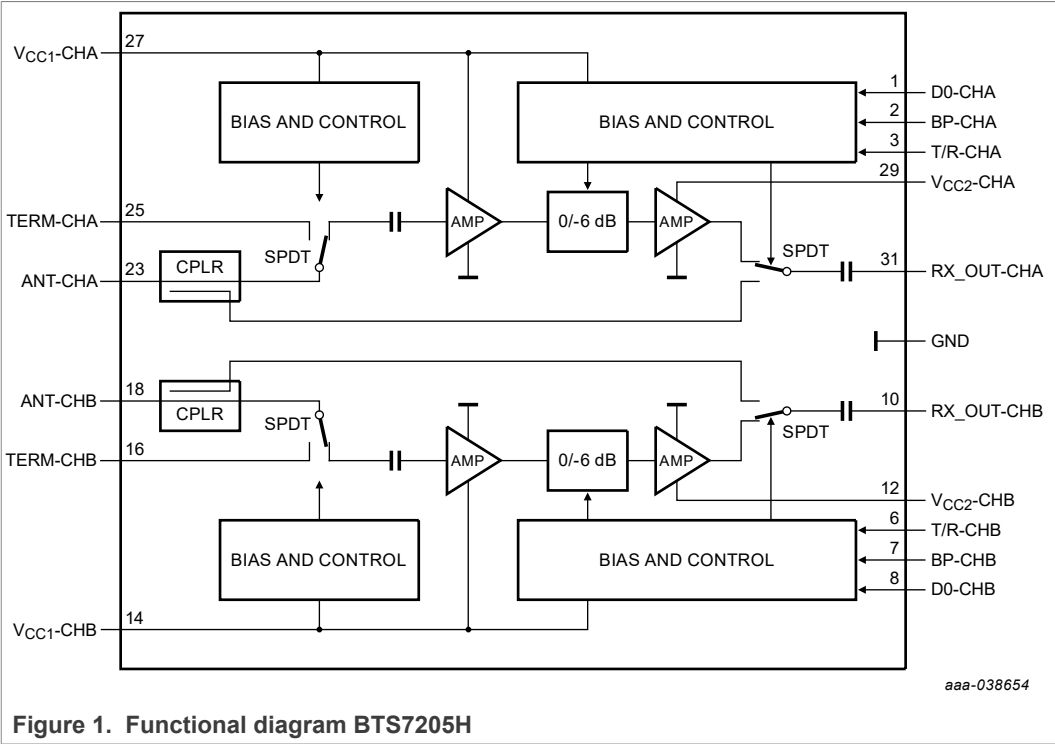 27
V_CC1-CHA
BIAS AND CONTROL
BIAS AND CONTROL
1
D0-CHA
2
BP-CHA
3
T/R-CHA
29
V_CC2-CHA
TERM-CHA
25
AMP
0/-6 dB
AMP
SPDT
SPDT
CPLR
ANT-CHA
23
31
RX_OUT-CHA
GND
ANT-CHB
18
CPLR
SPDT
SPDT
10
RX_OUT-CHB
TERM-CHB
16
AMP
0/-6 dB
AMP
12
V_CC2-CHB
6
T/R-CHB
BIAS AND CONTROL
BIAS AND CONTROL
7
BP-CHB
8
D0-CHB
V_CC1-CHB
14
aaa-038654
Figure 1. Functional diagram BTS7205H